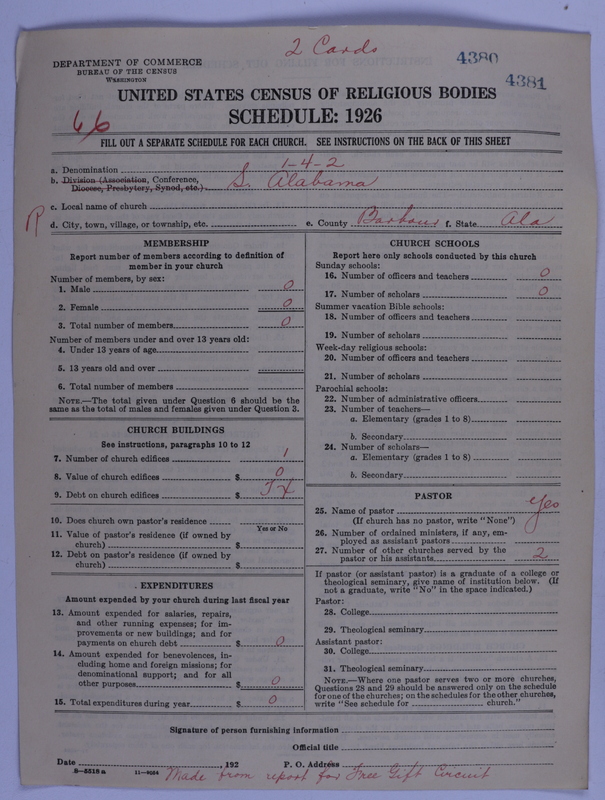 2 Cards
4380
4381
DEPARTMENT OF COMMERCE
BUREAU OF THE CENSUS
WASHINGTON
UNITED STATES CENSUS OF RELIGIOUS BODIES
SCHEDULE: 1926
66
FILL OUT A SEPARATE SCHEDULE FOR EACH CHURCH. SEE INSTRUCTIONS ON THE BACK OF THIS SHEET
a. Denomination 1-4-2
b. Division (Association, Conference, Diocese, Presbytery, Synod, etc.) S. Alabama
c. Local name of church
R
d. City, town, village, or township, etc. e. County Barbour f. State Ala
MEMBERSHIP
Report number of members according to definition of
member in your church
Number of members, by sex:
1. Male 0
2. Female 0
3. Total number of members 0
Number of members under and over 13 years old:
4. Under 13 years of age
5. 13 years old and over
6. Total number of members
NOTE.—The total given under Question 6 should be
same as the total of males and females given under Question 3.
CHURCH BUILDINGS
See instructions, paragraphs 10 to 12
7. Number of church edifices 1
8. Value of church edifices $ 0
9. Debt on church edifices $
10. Does church own pastor's residence
Yes or No
11. Value of pastor's residence (if owned by
church) $
12. Debt on pastor's residence (if owned by
church) $
EXPENDITURES
Amount expended by your church during last fiscal year
13. Amount expended for salaries, repairs,
and other running expenses; for im-
provements or new buildings; and for
payments on church debt $ 0
14. Amount expended for benevolences, in-
cluding home and foreign missions; for
denominational support; and for all
other purposes $ 0
15. Total expenditures during year $ 0
CHURCH SCHOOLS
Report here only schools conducted by this church
Sunday schools:
16. Number of officers and teachers 0
17. Number of scholars 0
Summer vacation Bible schools:
18. Number of officers and teachers
19. Number of scholars
Week-day religious schools:
20. Number of officers and teachers
21. Number of scholars
Parochial schools:
22. Number of administrative officers
23. Number of teachers—
a. Elementary (grades 1 to 8)
b. Secondary
24. Number of scholars—
a. Elementary (grades 1 to 8)
b. Secondary
PASTOR
25. Name of pastor yes
(If church has no pastor, write "None")
26. Number of ordained ministers, if any, em-
ployed as assistant pastors
27. Number of other churches served by the
pastor or his assistants 2
If pastor (or assistant pastor) is a graduate of a college or
theological seminary, give name of institution below. (If
not a graduate, write "No" in the space indicated.)
Pastor:
28. College
29. Theological seminary
Assistant pastor:
30. College
31. Theological seminary
NOTE.—Where one pastor serves two or more churches,
Questions 28 and 29 should be answered only on the schedule
for one of the churches; on the schedules for the other churches,
write "See schedule for church."
Signature of person furnishing information
Official title
Date , 192 P. O. Address
8-5518 a 11-9064 Made from report for Free Gift Circuit